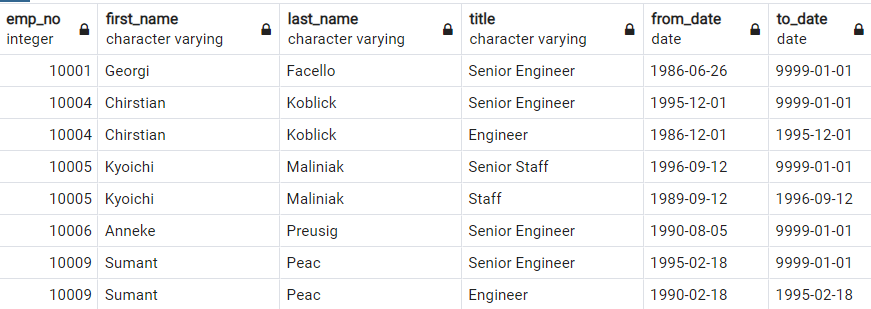 emp_no first_name last_name title from_date to_date
integer character varying character varying character varying date date
10001 Georgi Facello Senior Engineer 1986-06-26 9999-01-01
10004 Chirstian Koblick Senior Engineer 1995-12-01 9999-01-01
10004 Chirstian Koblick Engineer 1986-12-01 1995-12-01
10005 Kyoichi Maliniak Senior Staff 1996-09-12 9999-01-01
10005 Kyoichi Maliniak Staff 1989-09-12 1996-09-12
10006 Anneke Preusig Senior Engineer 1990-08-05 9999-01-01
10009 Sumant Peac Senior Engineer 1995-02-18 9999-01-01
10009 Sumant Peac Engineer 1990-02-18 1995-02-18